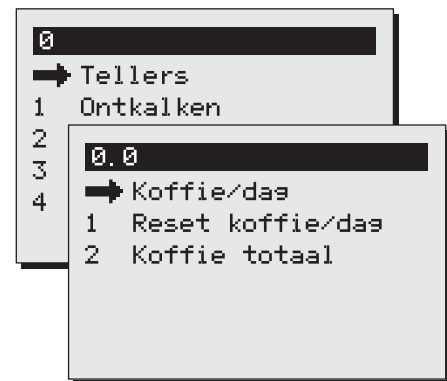 0
Tellers
1 Ontkalken
2
3
4
0.0
Koffie/dag
1 Reset koffie/dag
2 Koffie totaal